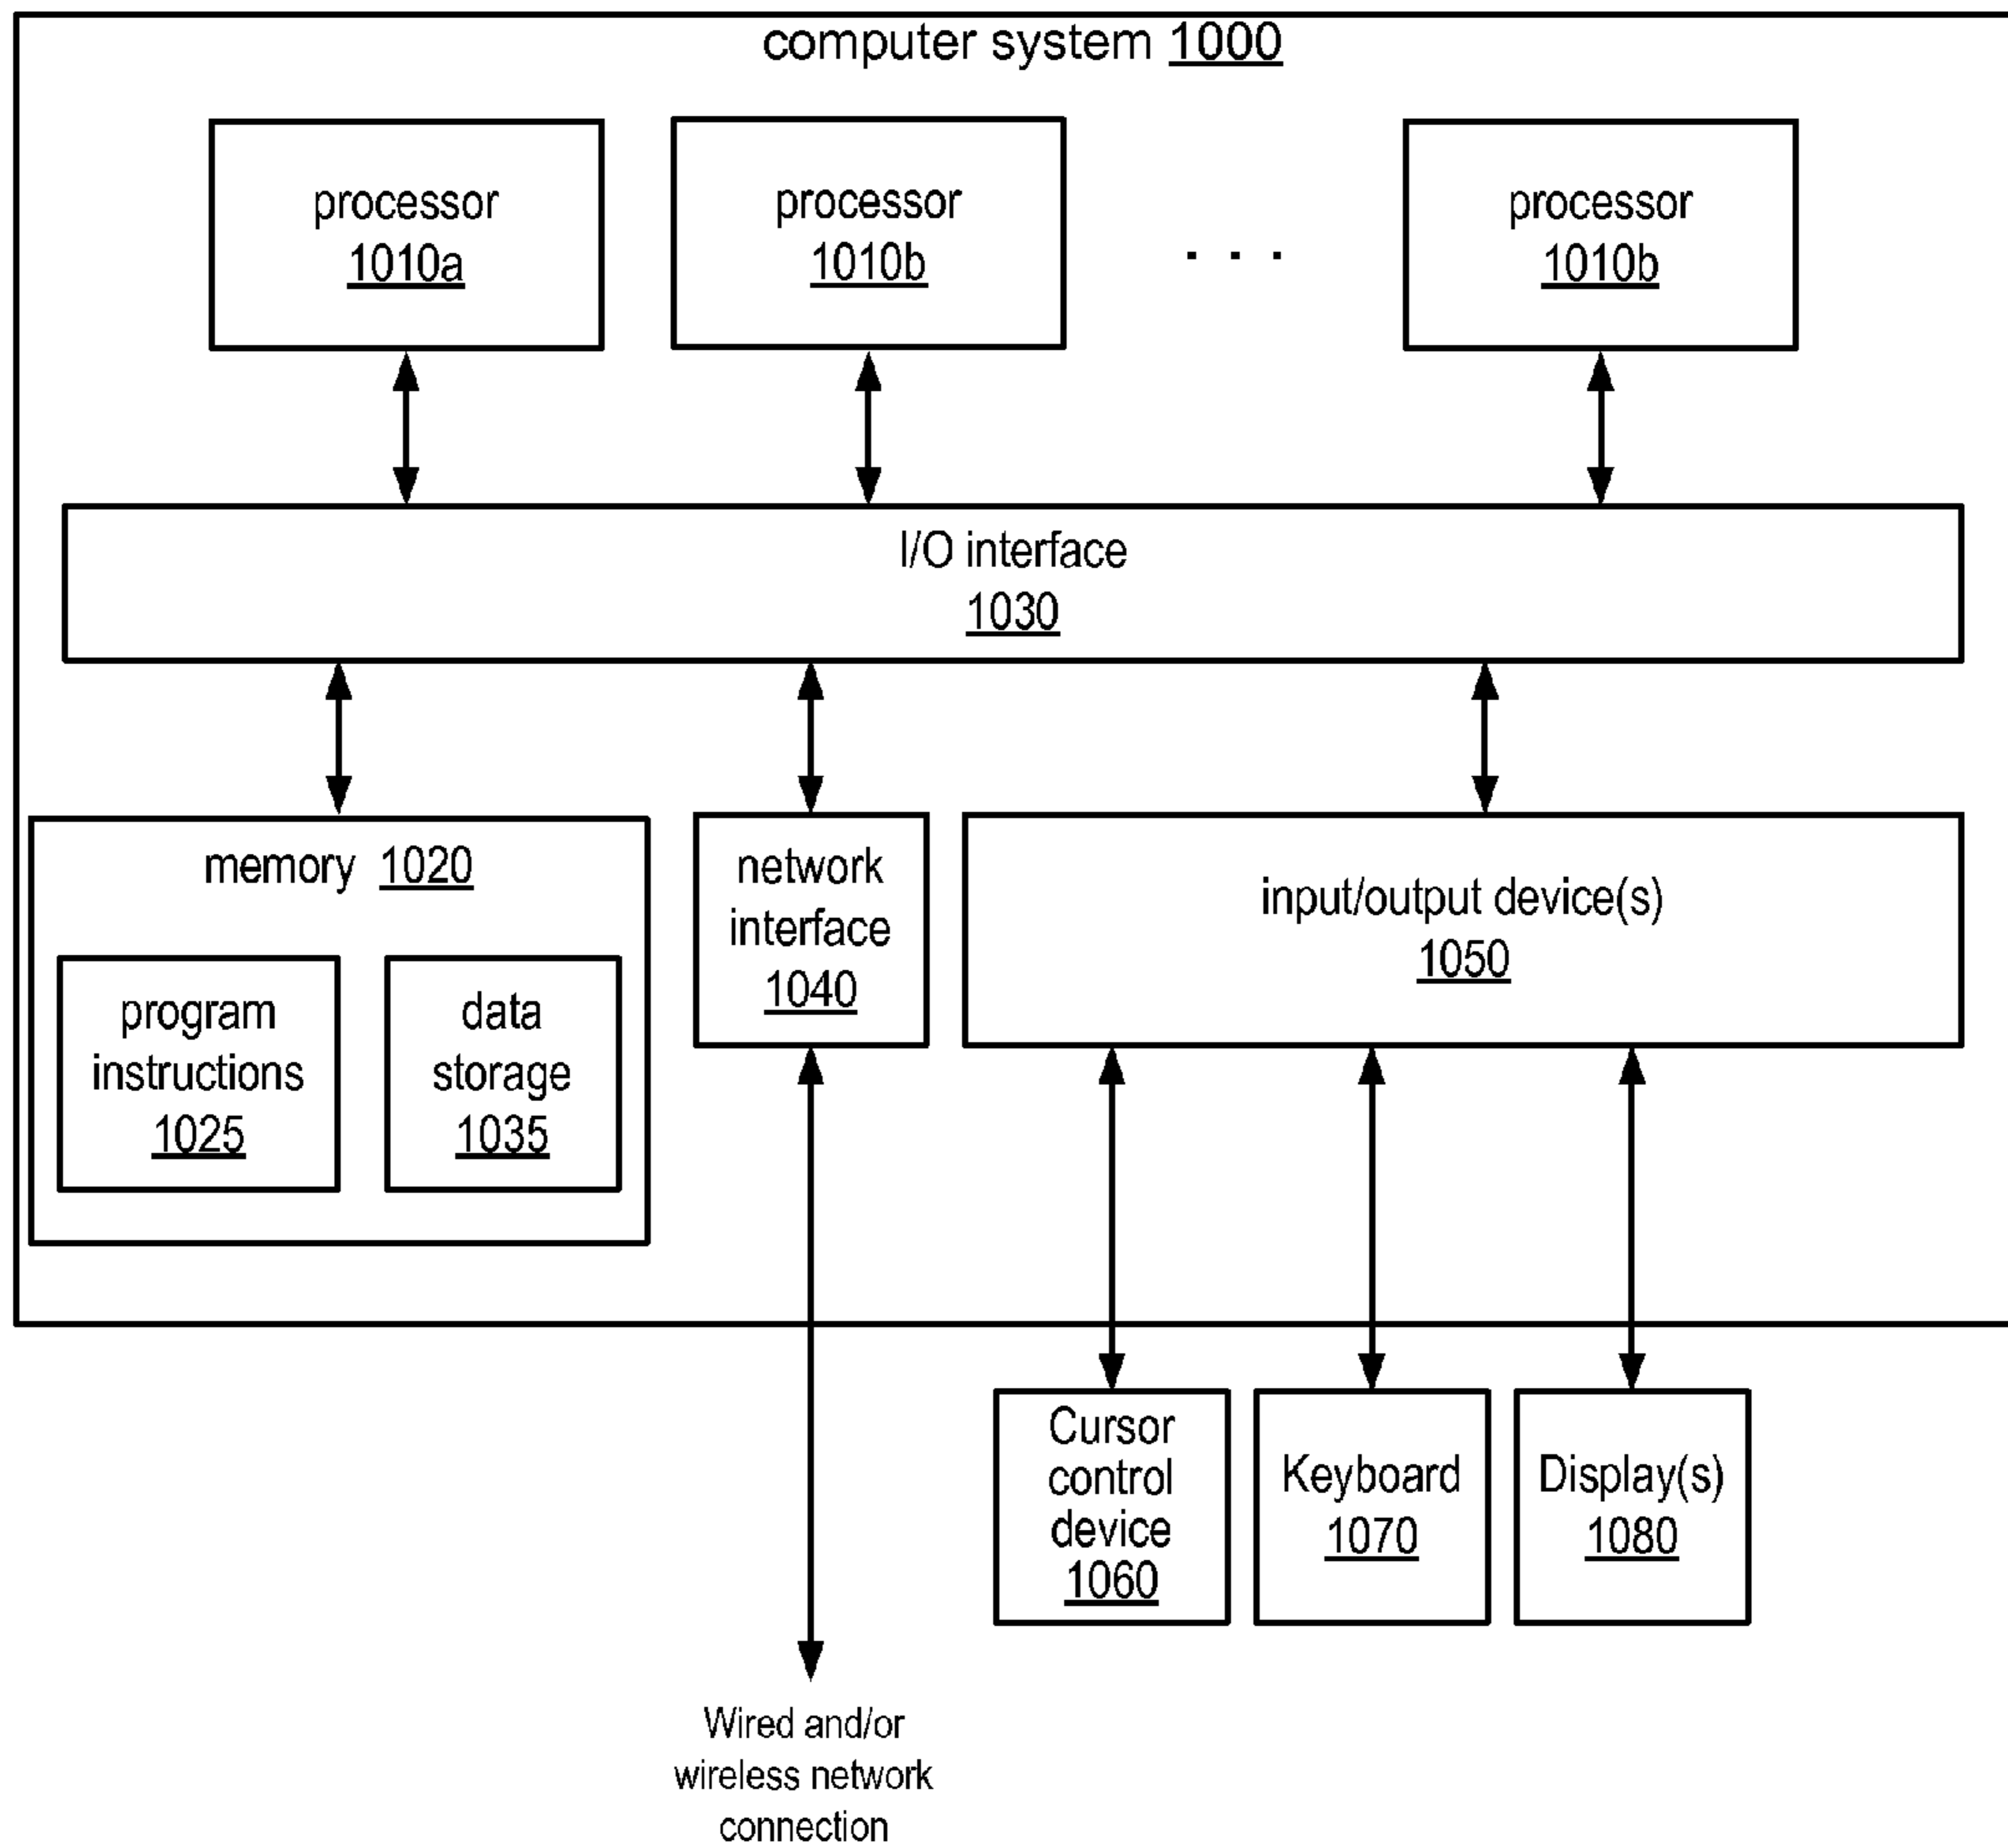 computer system 1000
processor
1010a
processor
1010b
. . .
processor
1010b
I/O interface
1030
memory 1020
program
instructions
1025
data
storage
1035
network
interface
1040
input/output device(s)
1050
Cursor
control
device
1060
Keyboard
1070
Display(s)
1080
Wired and/or
wireless network
connection